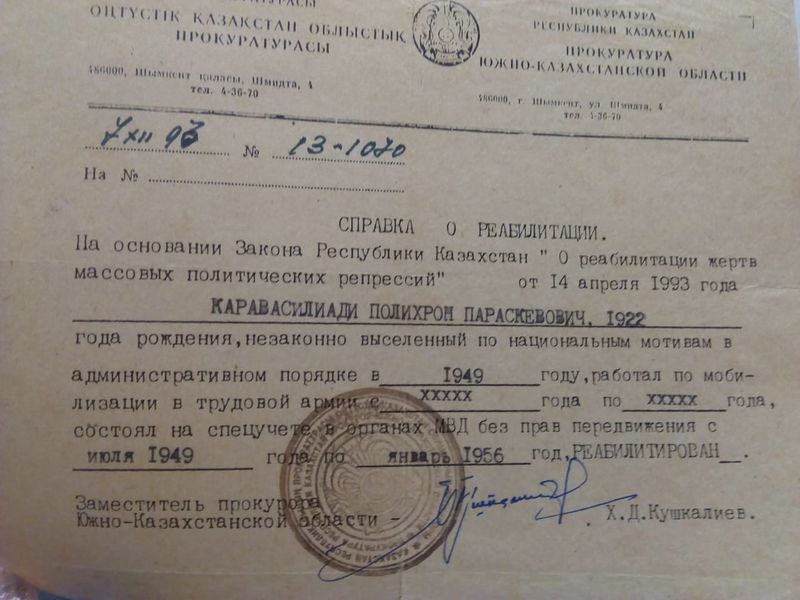 ПРОКУРАТУРАСЫ
ОҢТҮСТІК ҚАЗАҚСТАН ОБЛЫСТЫҚ
ПРОКУРАТУРАСЫ
486000, Шымкент қаласы, Шмидта, 4
тел. 4-36-70
ПРОКУРАТУРА
РЕСПУБЛИКИ КАЗАХСТАН
ПРОКУРАТУРА
ЮЖНО-КАЗАХСТАНСКОЙ ОБЛАСТИ
486000, г. Шымкент, ул. Шмидта, 4
тел. 4-36-70
7 XII 93 № 13-1070
На №
СПРАВКА О РЕАБИЛИТАЦИИ.
На основании Закона Республики Казахстан " О реабилитации жертв
массовых политических репрессий" от 14 апреля 1993 года
КАРАВАСИЛИАДИ ПОЛИХРОН ПАРАСКЕВОВИЧ, 1922
года рождения,незаконно выселенный по национальным мотивам в
административном порядке в 1949 году,работал по моби-
лизации в трудовой армии с ХХХХХ года по ХХХХХ года,
состоял на спецучете в органах МВД без прав передвижения с
июля 1949 года по январь 1956 год,РЕАБИЛИТИРОВАН .
Заместитель прокурора
Южно-Казахстанской области - Х.Д.Кушкалиев.